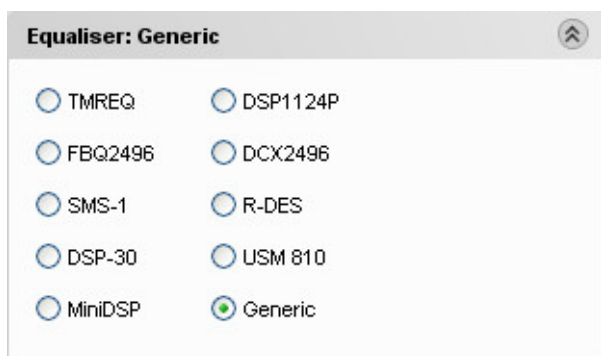 Equaliser: Generic
TMREQ DSP1124P
FBQ2496 DCX2496
SMS-1 R-DES
DSP-30 USM 810
MiniDSP Generic